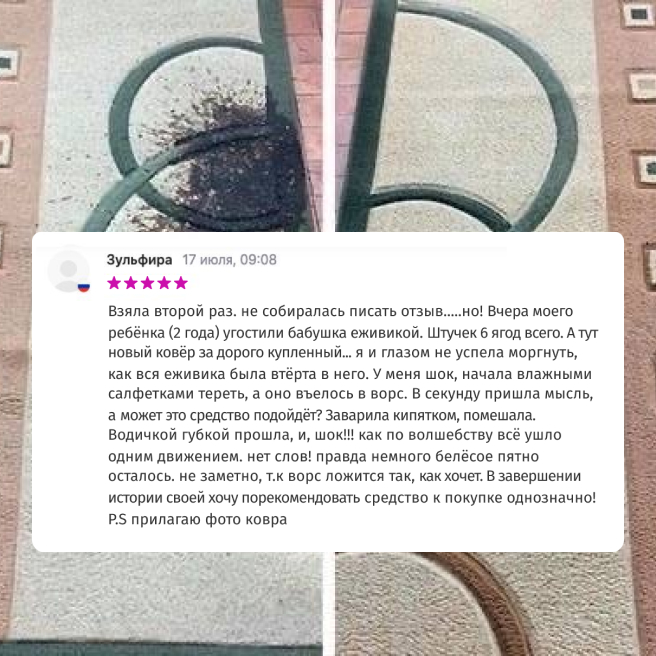 Зульфира 17 июля, 09:08
Взяла второй раз. не собиралась писать отзыв.....но! Вчера моего
ребёнка (2 года) угостили бабушка еживикой. Штучек 6 ягод всего. А тут
новый ковёр за дорого купленный... я и глазом не успела моргнуть,
как вся еживика была втёрта в него. У меня шок, начала влажными
салфетками тереть, а оно въелось в ворс. В секунду пришла мысль,
а может это средство подойдёт? Заварила кипятком, помешала.
Водичкой губкой прошла, и, шок!!! как по волшебству всё ушло
одним движением. нет слов! правда немного белёсое пятно
осталось. не заметно, т.к ворс ложится так, как хочет. В завершении
истории своей хочу порекомендовать средство к покупке однозначно!
P.S прилагаю фото ковра